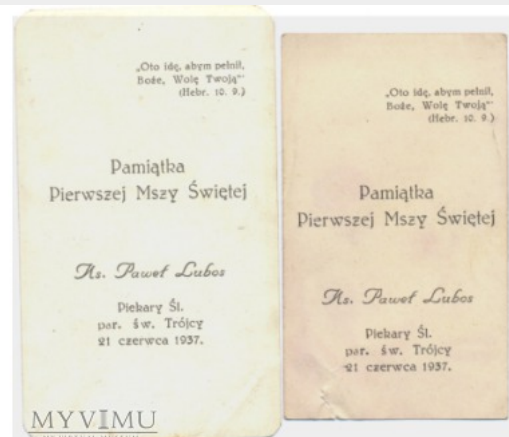 „Oto idę, abym pełnił,
Boże, Wolę Twoją"
(Hebr. 10. 9.)
Pamiątka
Pierwszej Mszy Świętej
Ks. Paweł Lubos
Piekary Śl.
par. św. Trójcy
21 czerwca 1937.
MYVIMU
„Oto idę, abym pełnił,
Boże, Wolę Twoją"
(Hebr. 10. 9.)
Pamiątka
Pierwszej Mszy Świętej
Ks. Paweł Lubos
Piekary Śl.
par. św. Trójcy
21 czerwca 1937.